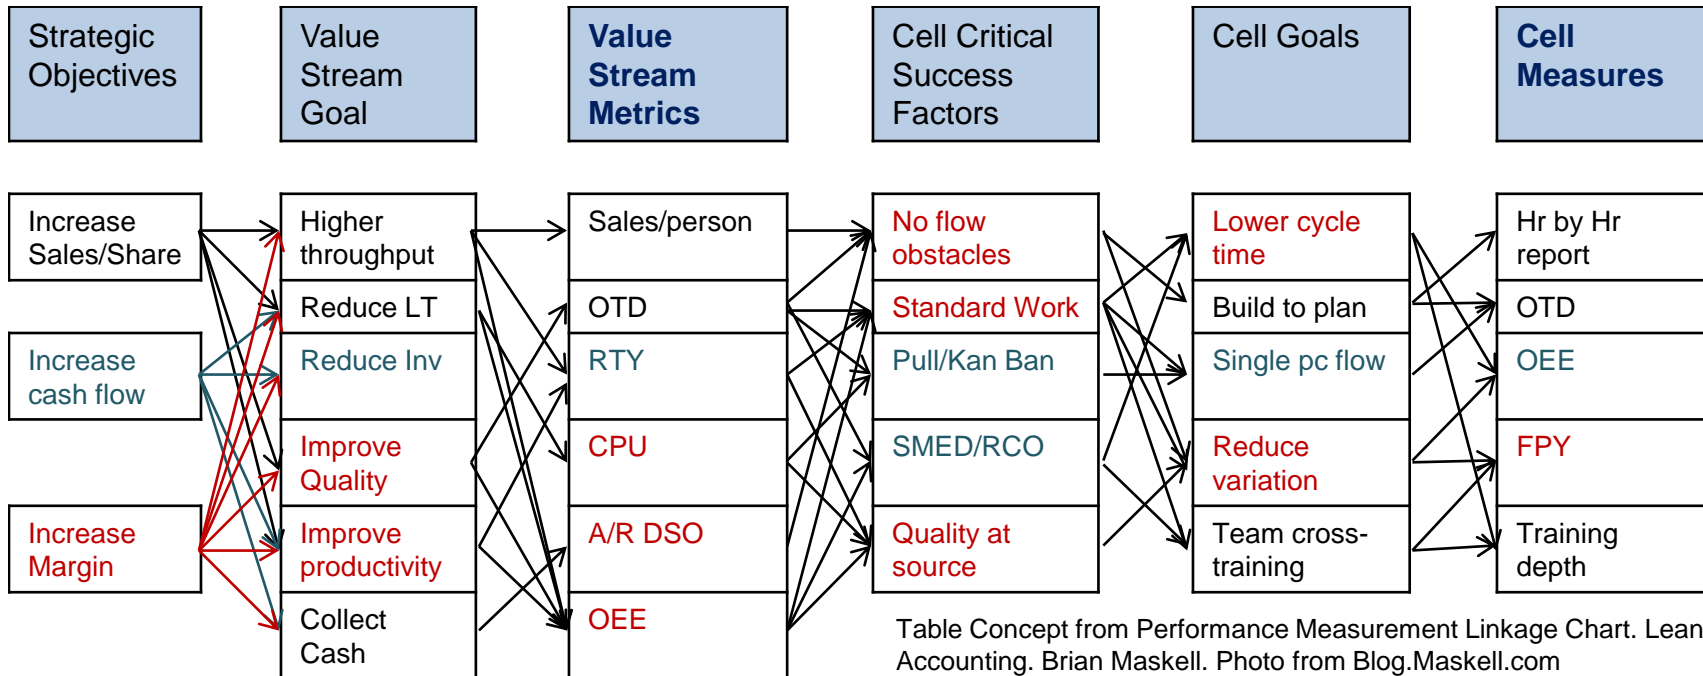 Strategic
Objectives
Value
Stream
Goal
Value
Stream
Metrics
Cell Critical
Success
Factors
Cell Goals
Cell
Measures
Increase
Sales/Share
Increase
cash flow
Increase
Margin
Higher
throughput
Reduce LT
Reduce Inv
Improve
Quality
Improve
productivity
Collect
Cash
Sales/person
OTD
RTY
CPU
A/R DSO
OEE
No flow
obstacles
Standard Work
Pull/Kan Ban
SMED/RCO
Quality at
source
Lower cycle
time
Build to plan
Single pc flow
Reduce
variation
Team cross-
training
Hr by Hr
report
OTD
OEE
FPY
Training
depth
Table Concept from Performance Measurement Linkage Chart. Lean
Accounting. Brian Maskell. Photo from Blog.Maskell.com